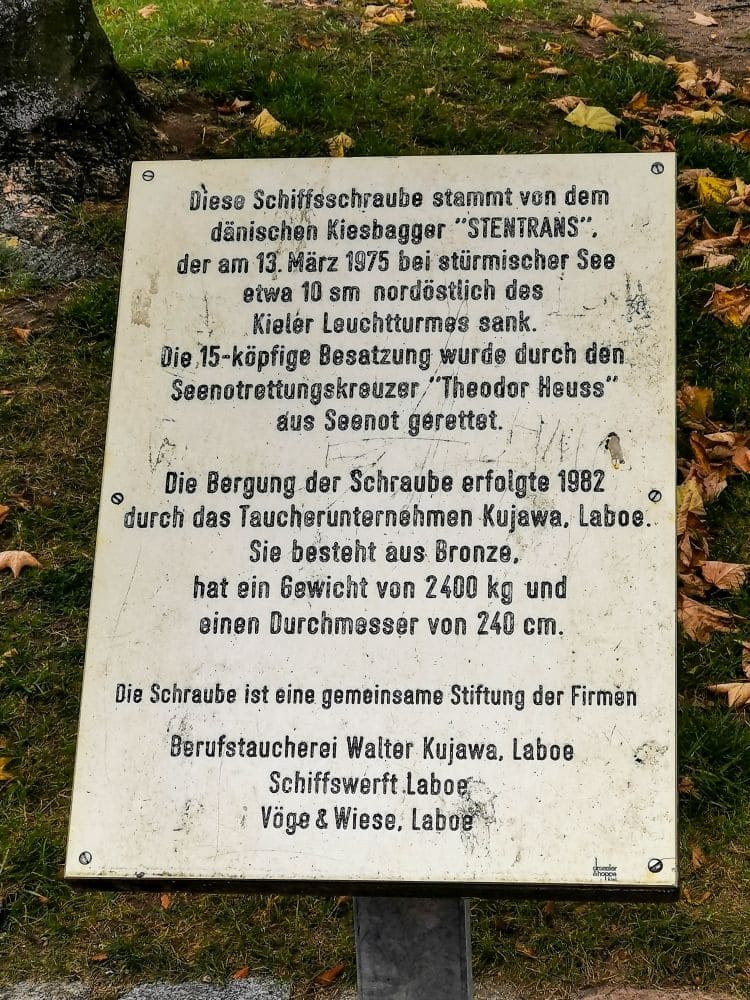 Diese Schiffsschraube stammt von dem
dänischen Kiesbagger "STENTRANS",
der am 13. März 1975 bei stürmischer See
etwa 10 sm nordöstlich des
Kieler Leuchtturmes sank.
Die 15-köpfige Besatzung wurde durch den
Seenotrettungskreuzer "Theodor Heuss"
aus Seenot gerettet.
Die Bergung der Schraube erfolgte 1982
durch das Taucherunternehmen Kujawa, Laboe.
Sie besteht aus Bronze,
hat ein Gewicht von 2400 kg und
einen Durchmesser von 240 cm.
Die Schraube ist eine gemeinsame Stiftung der Firmen
Berufstaucherei Walter Kujawa, Laboe
Schiffswerft Laboe
Vöge & Wiese, Laboe